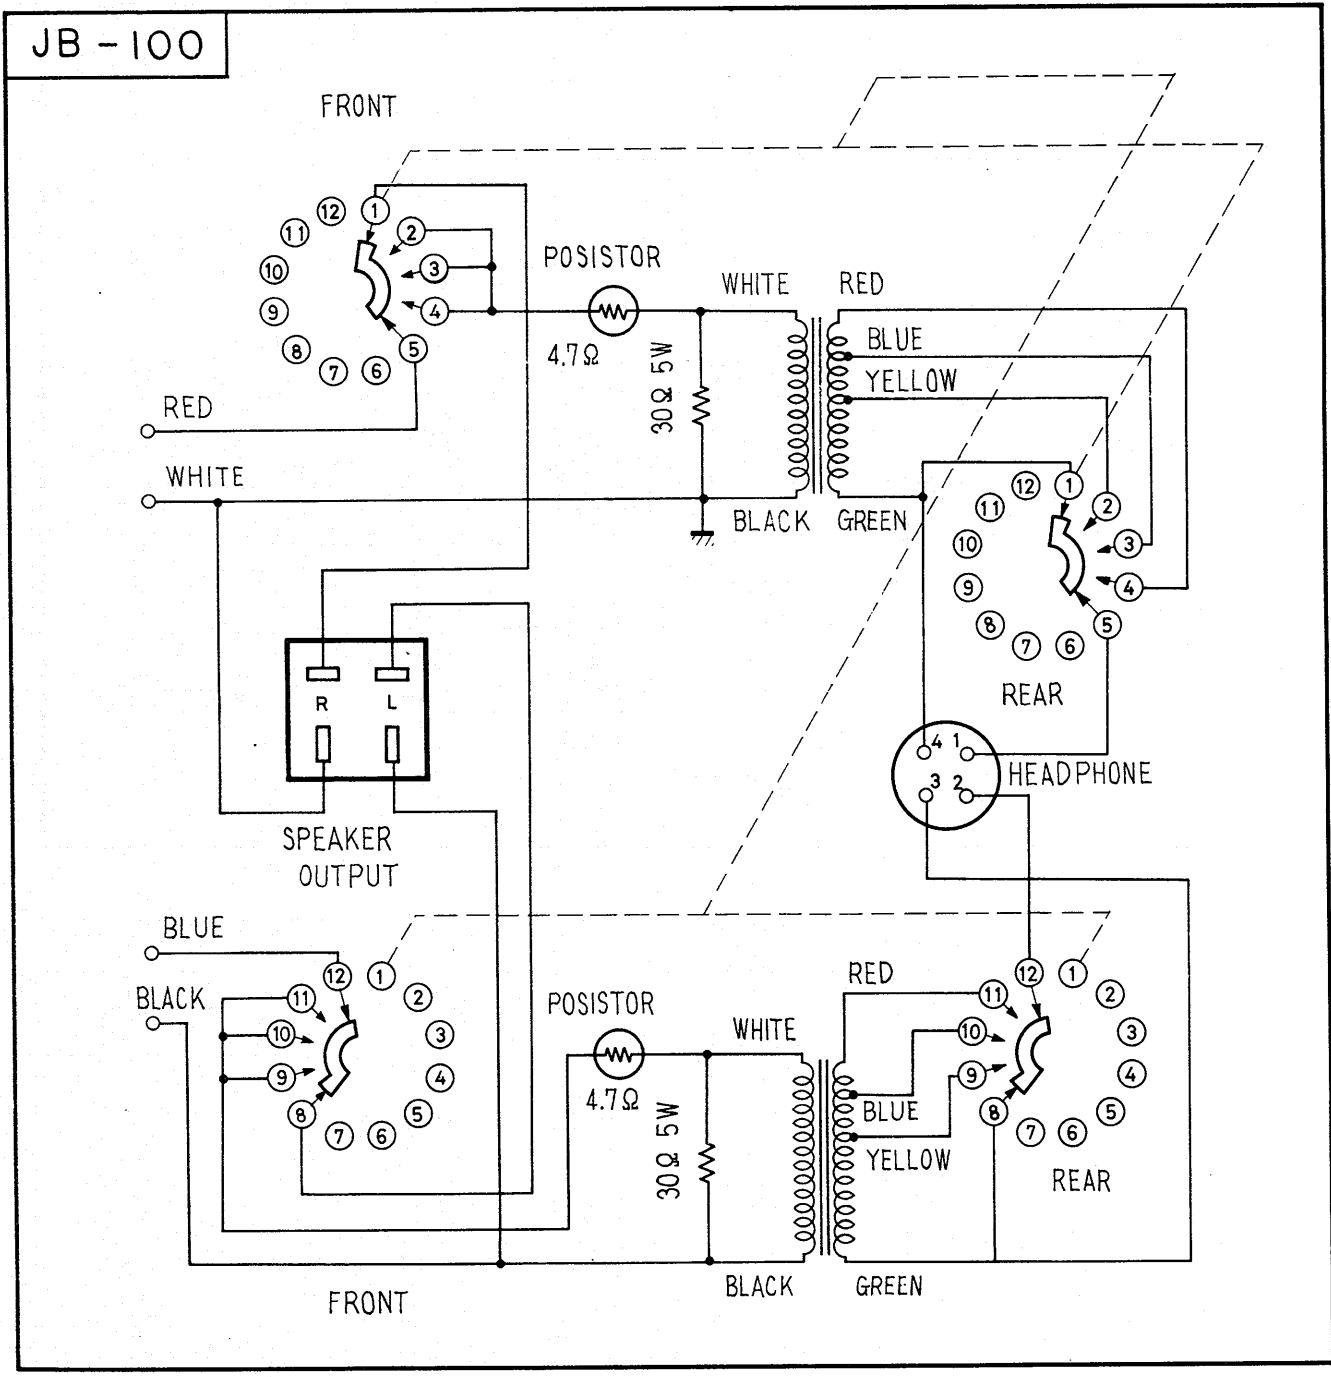 JB-100
FRONT
12 1 2 3 4 5 6 7 8 9 10 11
POSISTOR
4.7Ω
30Ω 5W
WHITE
RED
BLUE
YELLOW
BLACK
GREEN
RED
WHITE
12 1 2 3 4 5 6 7 8 9 10 11
REAR
R L
SPEAKER
OUTPUT
4 1
3 2
HEADPHONE
BLUE
BLACK
12 1 2 3 4 5 6 7 8 9 10 11
FRONT
POSISTOR
4.7Ω
30Ω 5W
WHITE
RED
BLUE
YELLOW
BLACK
GREEN
12 1 2 3 4 5 6 7 8 9 10 11
REAR